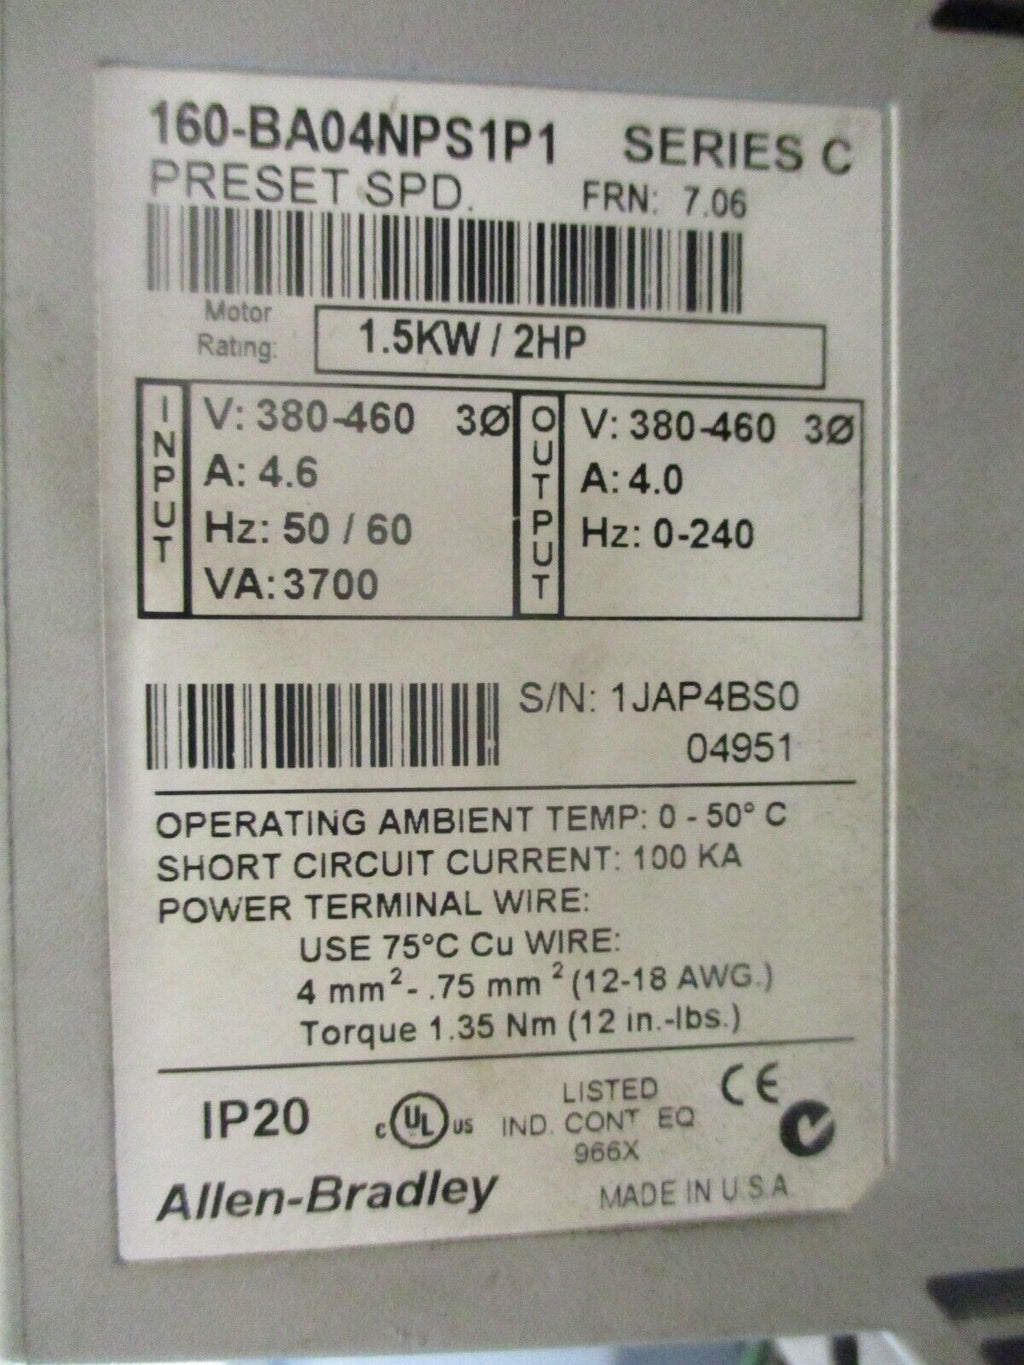 160-BA04NPS1P1 SERIES C
PRESET SPD. FRN: 7.06
Motor
Rating:
1.5KW / 2HP
INPUT
V: 380-460 3Ø
A: 4.6
Hz: 50 / 60
VA: 3700
OUTPUT
V: 380-460 3Ø
A: 4.0
Hz: 0-240
S/N: 1JAP4BS0
04951
OPERATING AMBIENT TEMP: 0 - 50° C
SHORT CIRCUIT CURRENT: 100 KA
POWER TERMINAL WIRE:
USE 75°C Cu WIRE:
4 mm²- .75 mm ² (12-18 AWG.)
Torque 1.35 Nm (12 in.-lbs.)
IP20
c UL us
LISTED
IND. CONT EQ
966X
CE
Allen-Bradley
MADE IN U.S.A